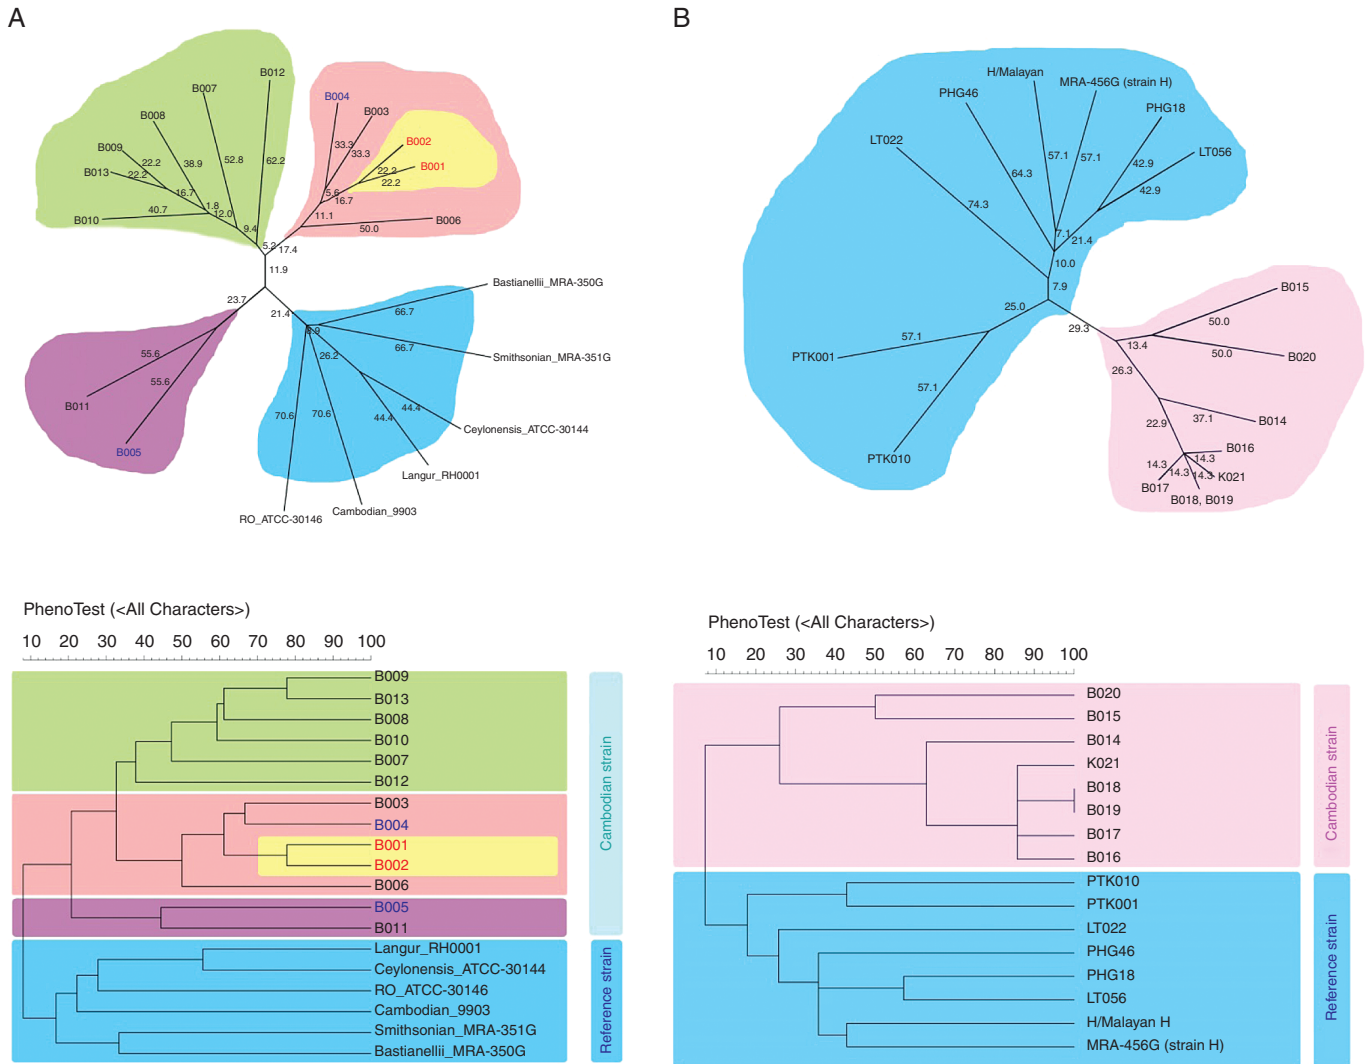 A
B012
B007
B008
B009
B013
B010
22.2
22.2
38.9
52.8
62.2
16.7
1.8
12.0
40.7
9.4
5.2
B004
B003
B002
B001
B006
33.3
33.3
22.2
22.2
5.6
16.7
11.1
50.0
17.4
11.9
23.7
21.4
55.6
55.6
B011
B005
Bastianellii_MRA-350G
66.7
Smithsonian_MRA-351G
66.7
26.2
70.6
70.6
44.4
44.4
Ceylonensis_ATCC-30144
Langur_RH0001
Cambodian_9903
RO_ATCC-30146
B
H/Malayan
MRA-456G (strain H)
PHG46
PHG18
LT022
LT056
57.1
57.1
64.3
42.9
42.9
74.3
7.1
21.4
10.0
7.9
25.0
29.3
57.1
57.1
PTK001
PTK010
B015
50.0
50.0
B020
13.4
26.3
37.1
B014
22.9
B016
14.3
14.3
14.3
14.3
K021
B017
B018, B019
PhenoTest (<All Characters>)
10 20 30 40 50 60 70 80 90 100
B009
B013
B008
B010
B007
B012
B003
B004
B001
B002
B006
B005
B011
Cambodian strain
Langur_RH0001
Ceylonensis_ATCC-30144
RO_ATCC-30146
Cambodian_9903
Smithsonian_MRA-351G
Bastianellii_MRA-350G
Reference strain
PhenoTest (<All Characters>)
10 20 30 40 50 60 70 80 90 100
B020
B015
B014
K021
B018
B019
B017
B016
Cambodian strain
PTK010
PTK001
LT022
PHG46
PHG18
LT056
H/Malayan H
MRA-456G (strain H)
Reference strain